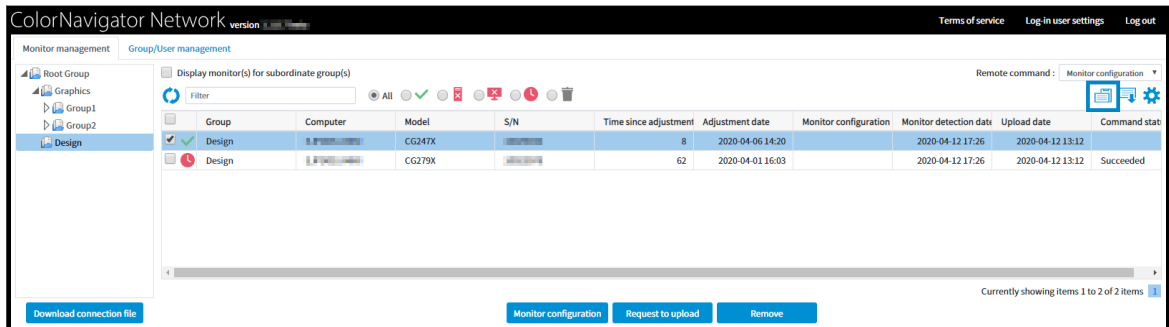 ColorNavigator Network version
Terms of service Log-in user settings Log out
Monitor management Group/User management
Root Group
Graphics
Group1
Group2
Design
Display monitor(s) for subordinate group(s)
Remote command : Monitor configuration
Filter
All
Group Computer Model S/N Time since adjustment Adjustment date Monitor configuration Monitor detection date Upload date Command stat
Design CG247X 8 2020-04-06 14:20 2020-04-12 17:26 2020-04-12 13:12
Design CG279X 62 2020-04-01 16:03 2020-04-12 17:26 2020-04-12 13:12 Succeeded
Currently showing items 1 to 2 of 2 items 1
Download connection file
Monitor configuration Request to upload Remove